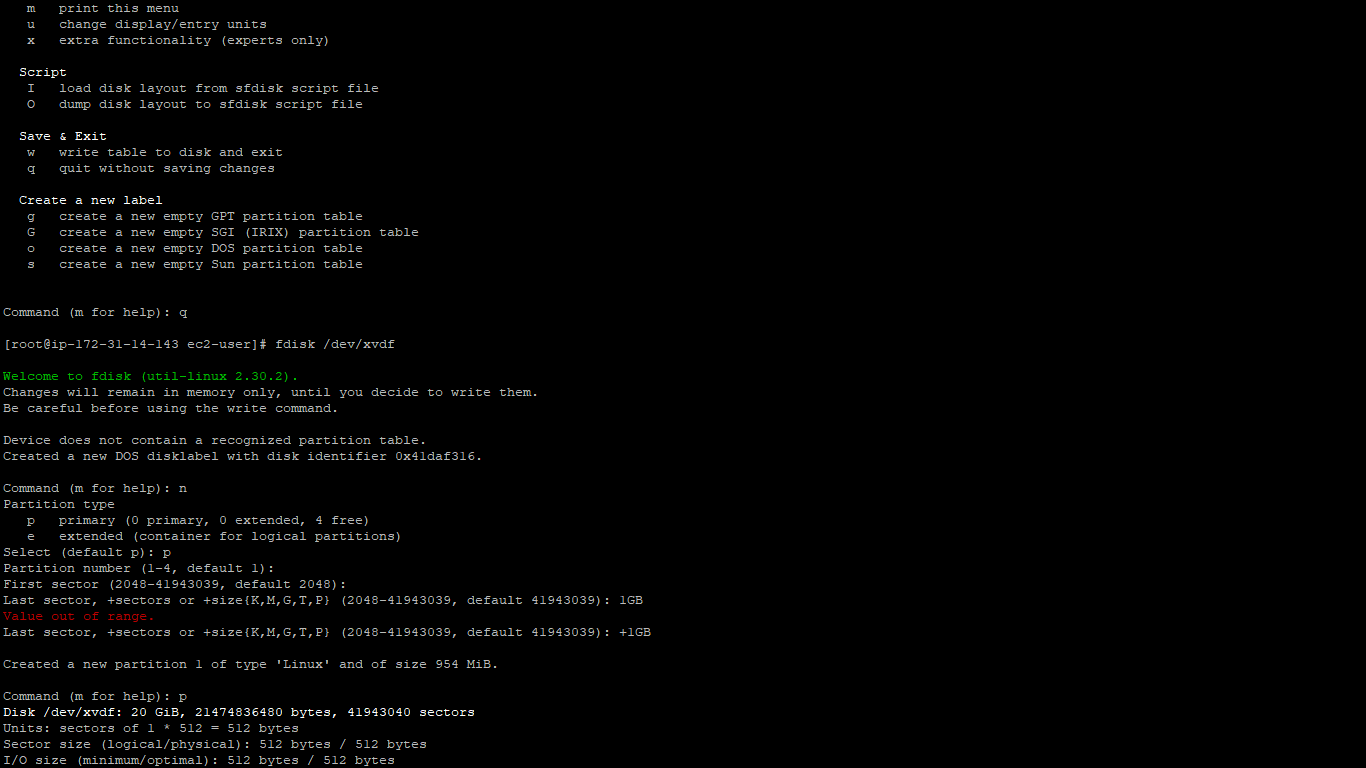 m   print this menu
u   change display/entry units
x   extra functionality (experts only)
Script
I   load disk layout from sfdisk script file
O   dump disk layout to sfdisk script file
Save & Exit
w   write table to disk and exit
q   quit without saving changes
Create a new label
g   create a new empty GPT partition table
G   create a new empty SGI (IRIX) partition table
o   create a new empty DOS partition table
s   create a new empty Sun partition table
Command (m for help): q
[root@ip-172-31-14-143 ec2-user]# fdisk /dev/xvdf
Welcome to fdisk (util-linux 2.30.2).
Changes will remain in memory only, until you decide to write them.
Be careful before using the write command.
Device does not contain a recognized partition table.
Created a new DOS disklabel with disk identifier 0x41daf316.
Command (m for help): n
Partition type
p   primary (0 primary, 0 extended, 4 free)
e   extended (container for logical partitions)
Select (default p): p
Partition number (1-4, default 1):
First sector (2048-41943039, default 2048):
Last sector, +sectors or +size{K,M,G,T,P} (2048-41943039, default 41943039): 1GB
Value out of range.
Last sector, +sectors or +size{K,M,G,T,P} (2048-41943039, default 41943039): +1GB
Created a new partition 1 of type 'Linux' and of size 954 MiB.
Command (m for help): p
Disk /dev/xvdf: 20 GiB, 21474836480 bytes, 41943040 sectors
Units: sectors of 1 * 512 = 512 bytes
Sector size (logical/physical): 512 bytes / 512 bytes
I/O size (minimum/optimal): 512 bytes / 512 bytes